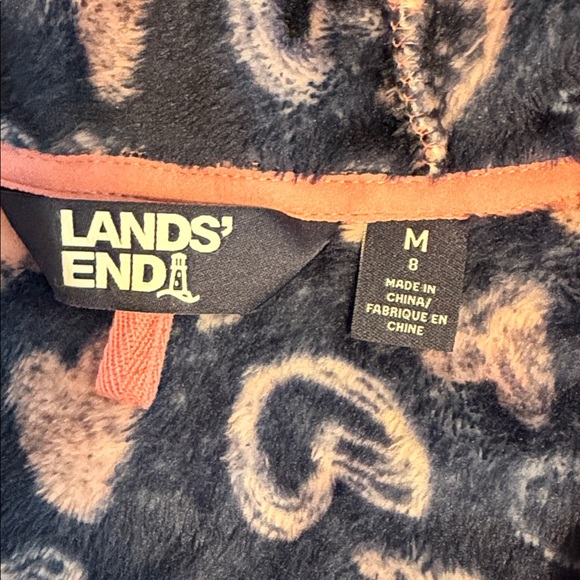 LANDS'
END
M
8
MADE IN
CHINA/
FABRIQUE EN
CHINE